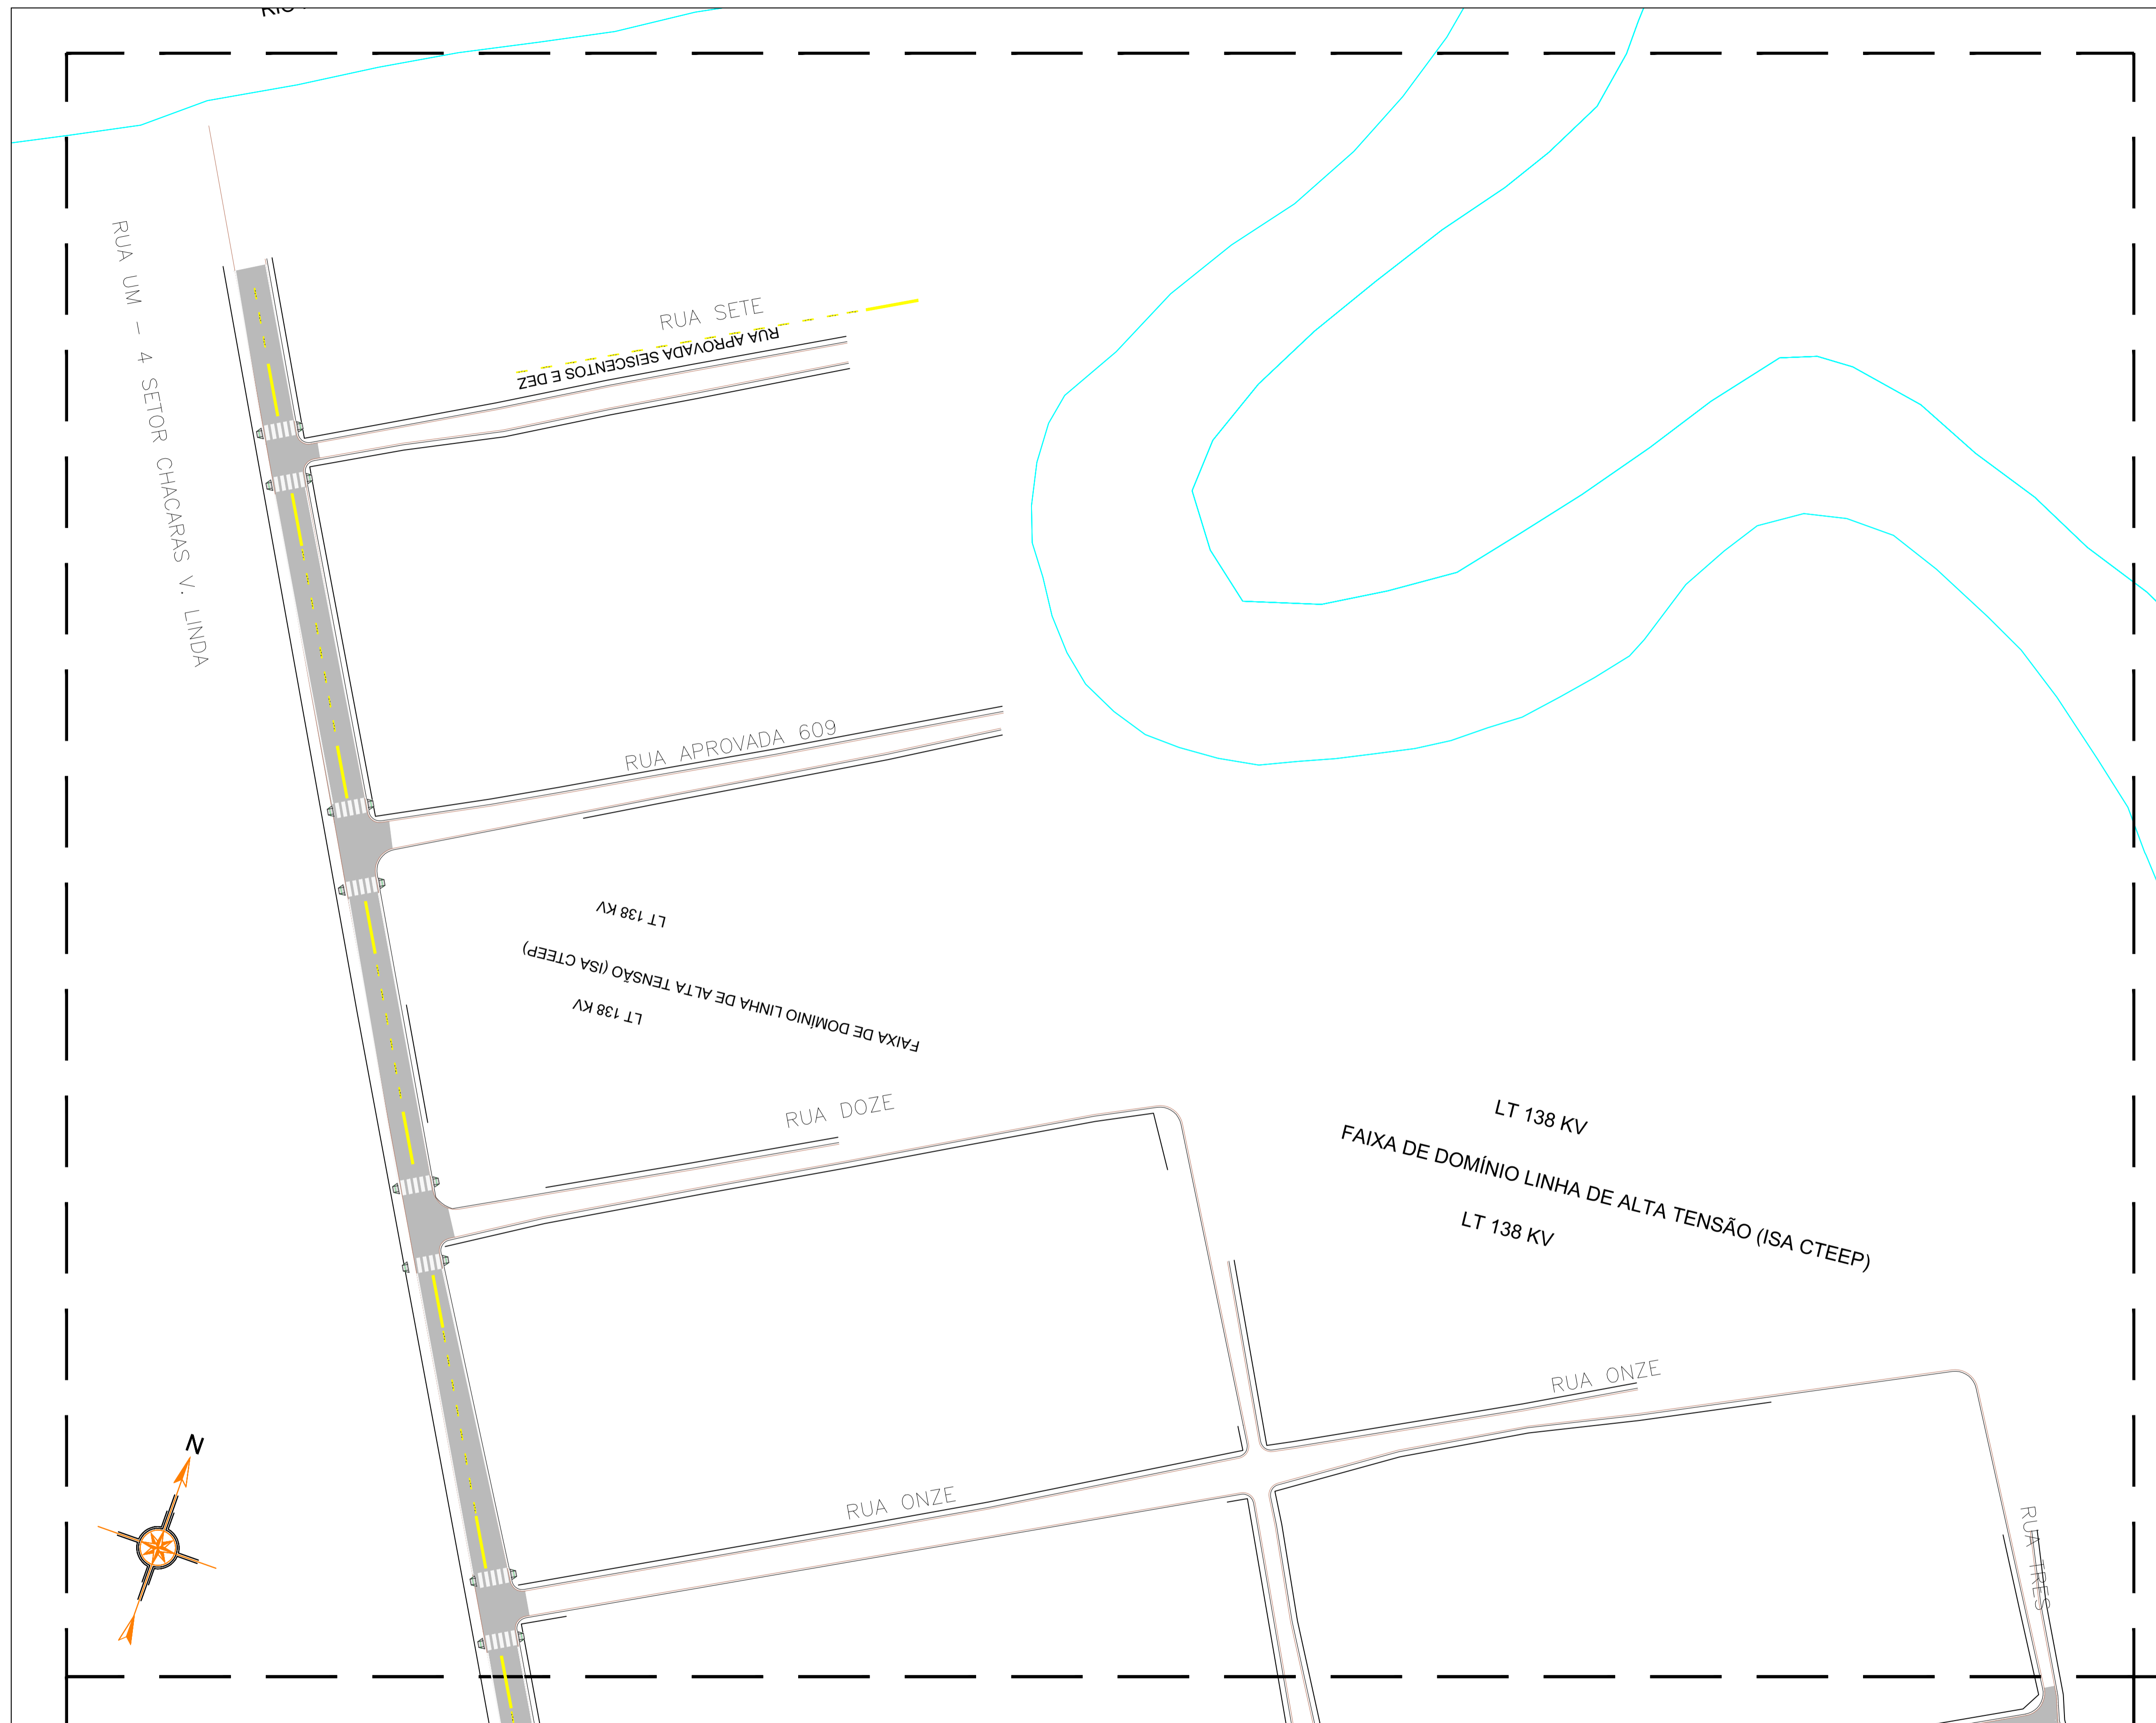 RUA UM - 4 SETOR CHACARAS V. LINDA
RUA SETE
RUA APROVADA SEISCENTOS E DEZ
RUA APROVADA 609
LT 138 KV
FAIXA DE DOMÍNIO LINHA DE ALTA TENSÃO (ISA CTEEP)
LT 138 KV
RUA DOZE
LT 138 KV
FAIXA DE DOMÍNIO LINHA DE ALTA TENSÃO (ISA CTEEP)
LT 138 KV
RUA ONZE
N
RUA ONZE
RUA TRES